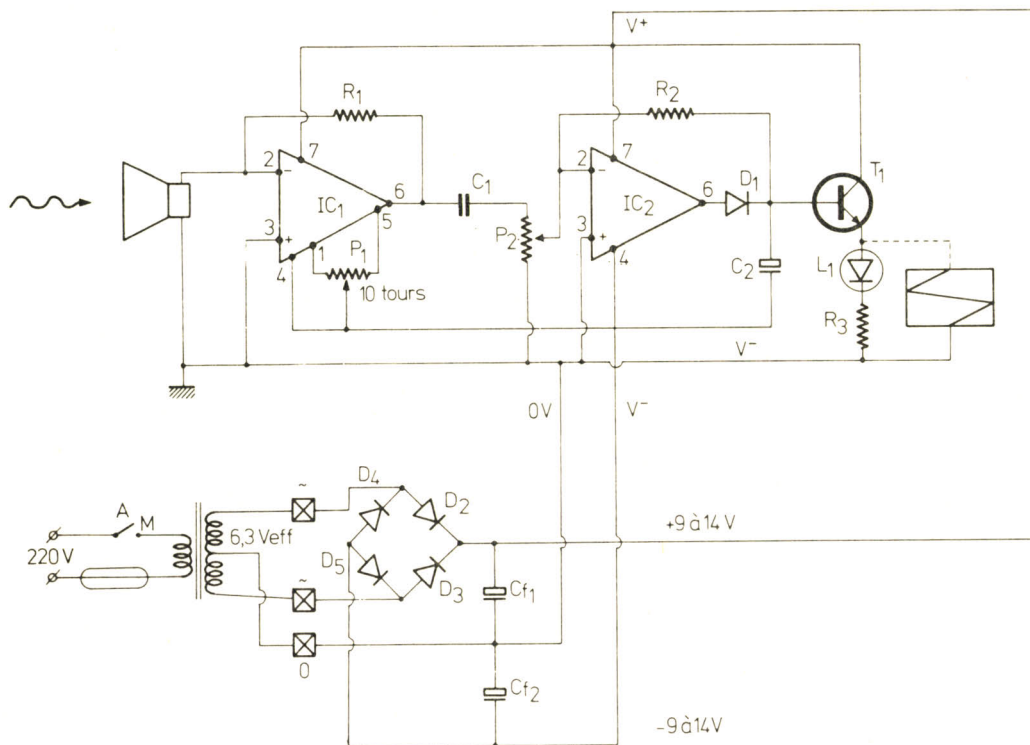 V+
R1
R2
2
7
−
3
+
IC1
6
5
4
1
P1
10 tours
C1
P2
2
7
−
3
+
IC2
6
4
D1
T1
C2
L1
R3
V−
0V
V−
~
D4
D2
A
M
6,3 Veff
220 V
+9 à 14 V
D5
D3
~
Cf1
0
Cf2
-9 à 14V